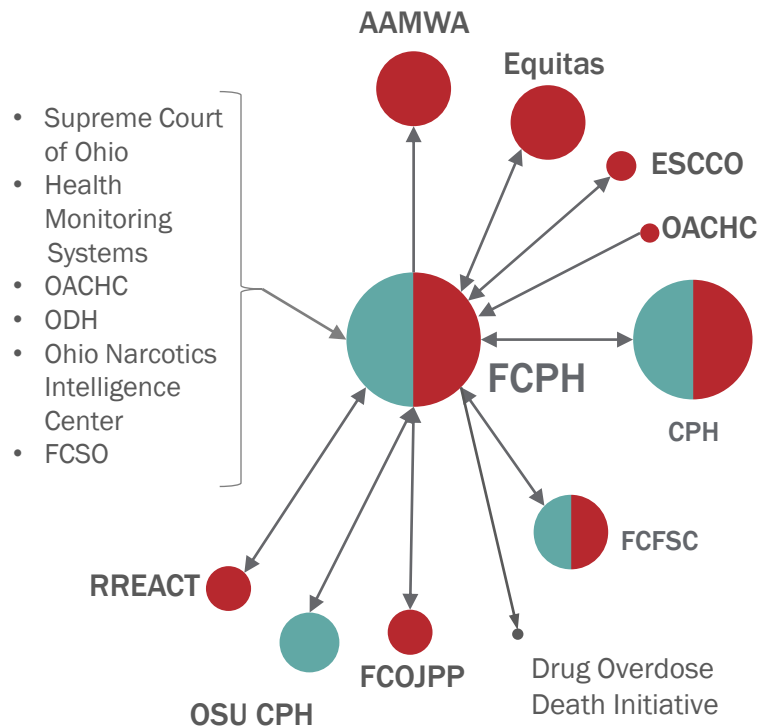 AAMWA
Equitas
ESCCO
OACHC
• Supreme Court
of Ohio
• Health
Monitoring
Systems
• OACHC
• ODH
• Ohio Narcotics
Intelligence
Center
• FCSO
FCPH
CPH
FCFSC
RREACT
OSU CPH
FCOJPP
Drug Overdose
Death Initiative